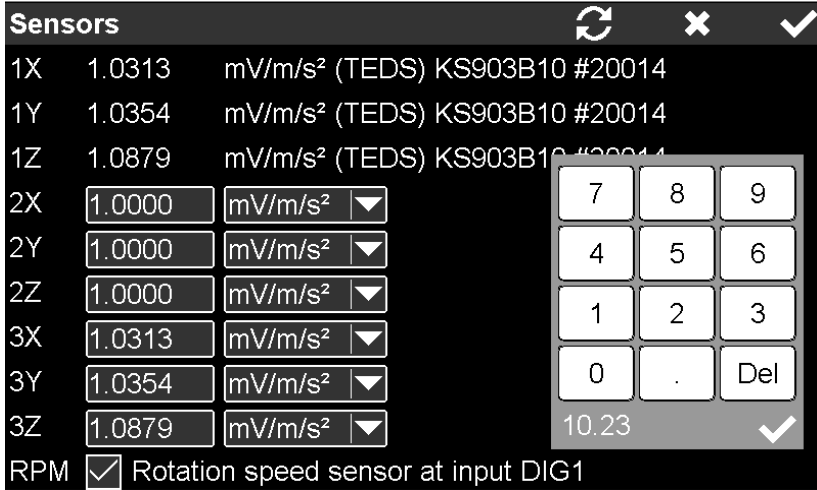 Sensors
1X 1.0313 mV/m/s² (TEDS) KS903B10 #20014
1Y 1.0354 mV/m/s² (TEDS) KS903B10 #20014
1Z 1.0879 mV/m/s² (TEDS) KS903B10 #20014
2X 1.0000 mV/m/s²
2Y 1.0000 mV/m/s²
2Z 1.0000 mV/m/s²
3X 1.0313 mV/m/s²
3Y 1.0354 mV/m/s²
3Z 1.0879 mV/m/s²
RPM Rotation speed sensor at input DIG1
7 8 9
4 5 6
1 2 3
0 . Del
10.23